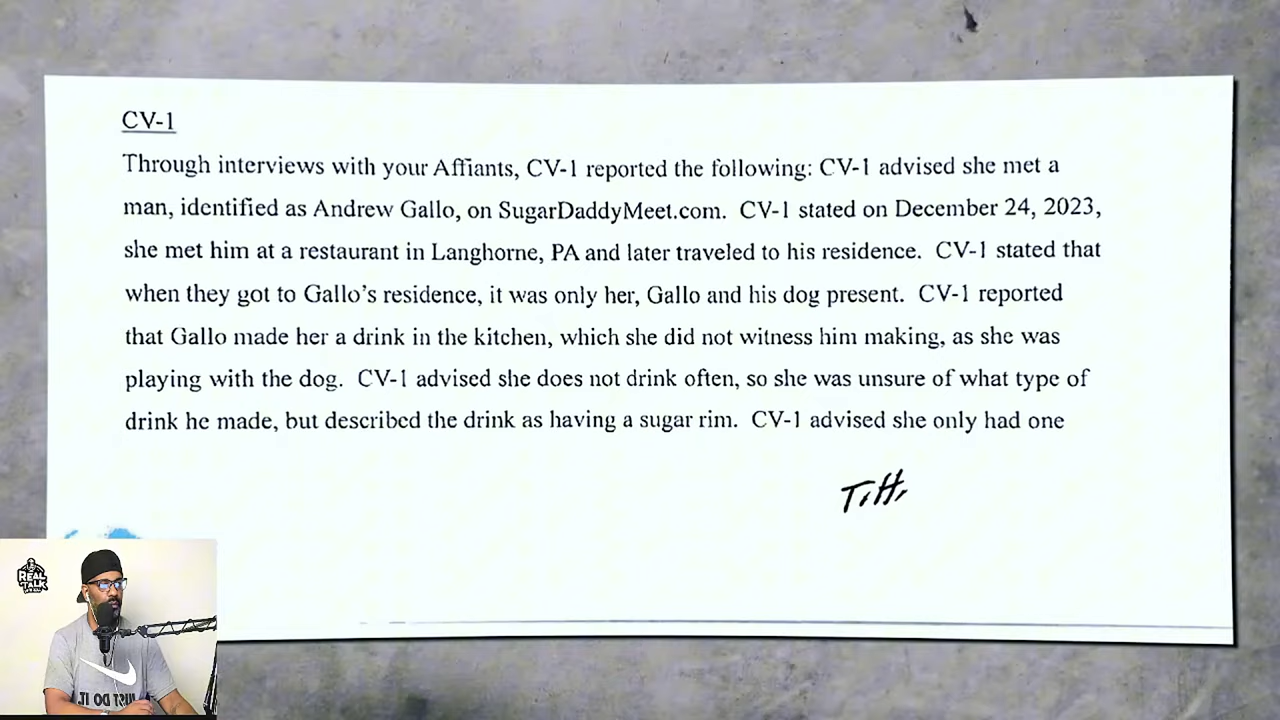 CV-1
Through interviews with your Affiants, CV-1 reported the following: CV-1 advised she met a
man, identified as Andrew Gallo, on SugarDaddyMeet.com. CV-1 stated on December 24, 2023,
she met him at a restaurant in Langhorne, PA and later traveled to his residence. CV-1 stated that
when they got to Gallo's residence, it was only her, Gallo and his dog present. CV-1 reported
that Gallo made her a drink in the kitchen, which she did not witness him making, as she was
playing with the dog. CV-1 advised she does not drink often, so she was unsure of what type of
drink he made, but described the drink as having a sugar rim. CV-1 advised she only had one
T.H.
REAL
TALK
JUST DO IT.